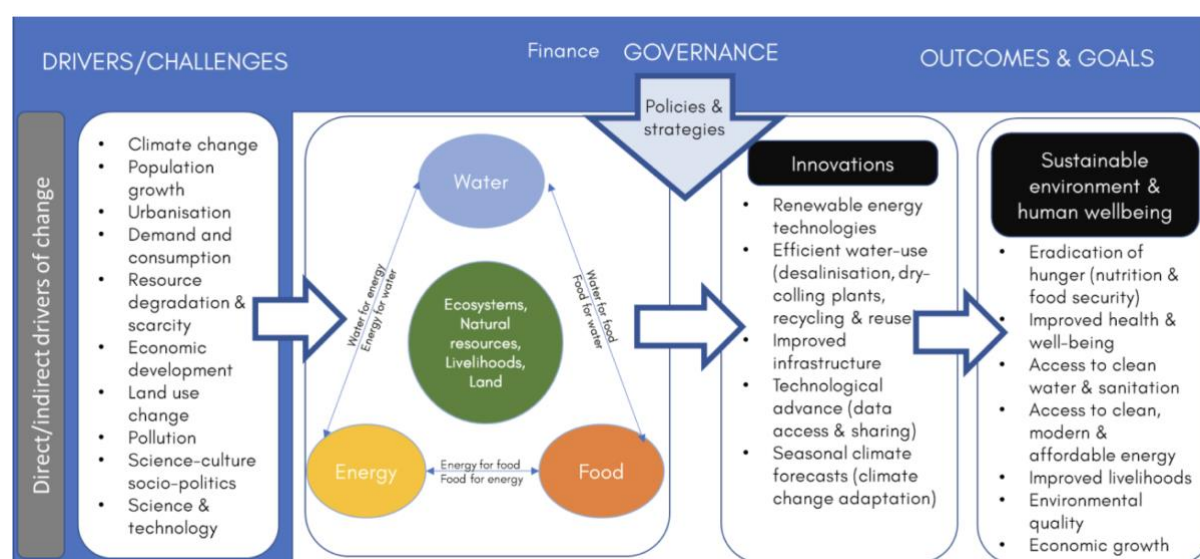 DRIVERS/CHALLENGES
Finance GOVERNANCE
OUTCOMES & GOALS
Policies &
strategies
Direct/indirect drivers of change
• Climate change
• Population
growth
• Urbanisation
• Demand and
consumption
• Resource
degradation &
scarcity
• Economic
development
• Land use
change
• Pollution
• Science-culture
socio-politics
• Science &
technology
Water
Water for energy
Energy for water
Water for food
Food for water
Ecosystems,
Natural
resources,
Livelihoods,
Land
Energy
Energy for food
Food for energy
Food
Innovations
• Renewable energy
technologies
• Efficient water-use
(desalinisation, dry-
colling plants,
recycling & reuse
• Improved
infrastructure
• Technological
advance (data
access & sharing)
• Seasonal climate
forecasts (climate
change adaptation)
Sustainable
environment &
human wellbeing
• Eradication of
hunger (nutrition &
food security)
• Improved health &
well-being
• Access to clean
water & sanitation
• Access to clean,
modern &
affordable energy
• Improved livelihoods
• Environmental
quality
• Economic growth